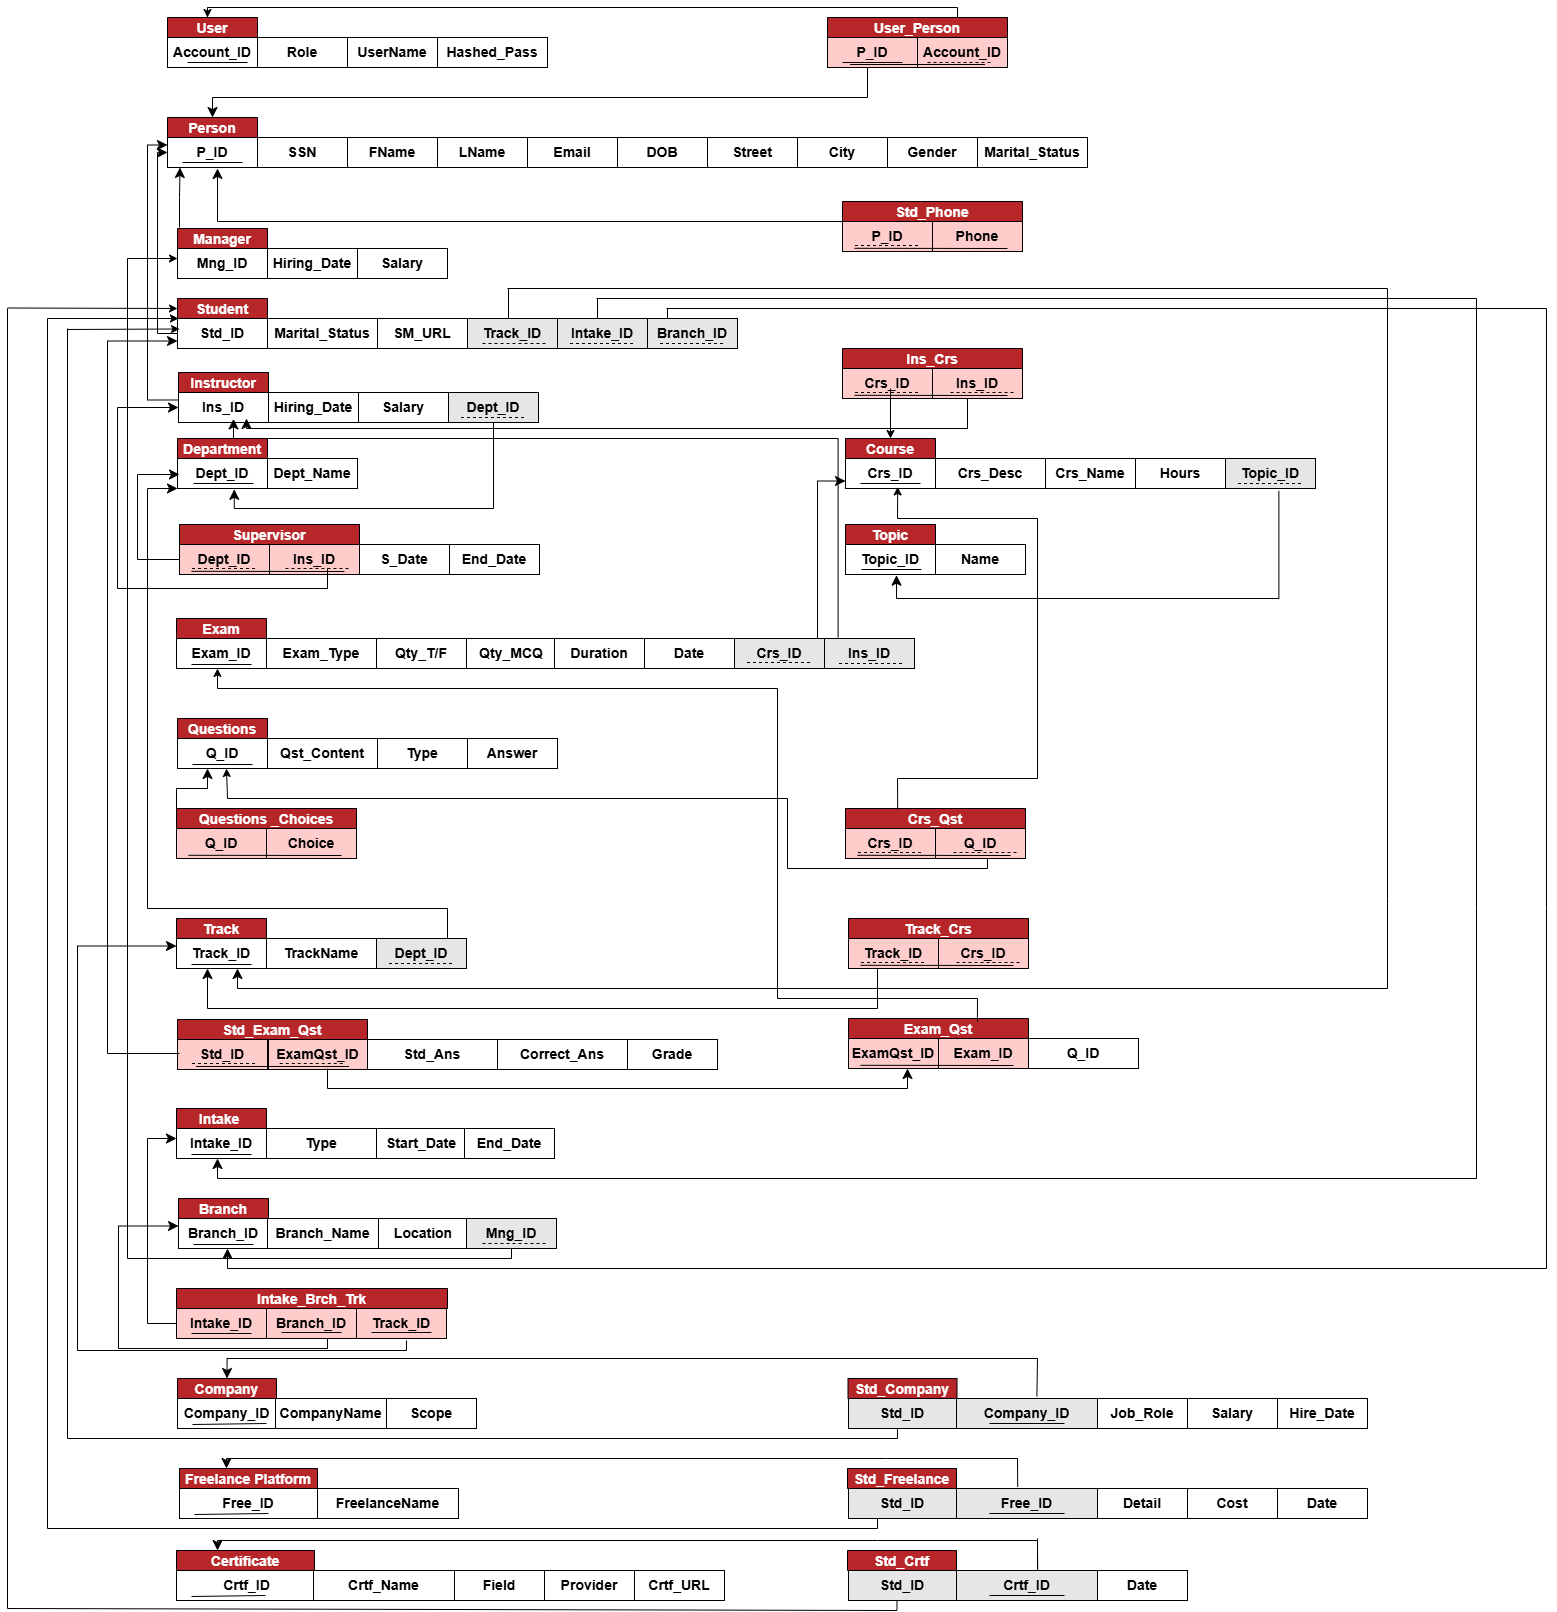 User
Account_ID Role UserName Hashed_Pass
User_Person
P_ID Account_ID
Person
P_ID SSN FName LName Email DOB Street City Gender Marital_Status
Std_Phone
P_ID Phone
Manager
Mng_ID Hiring_Date Salary
Student
Std_ID Marital_Status SM_URL Track_ID Intake_ID Branch_ID
Ins_Crs
Crs_ID Ins_ID
Instructor
Ins_ID Hiring_Date Salary Dept_ID
Department
Dept_ID Dept_Name
Course
Crs_ID Crs_Desc Crs_Name Hours Topic_ID
Supervisor
Dept_ID Ins_ID S_Date End_Date
Topic
Topic_ID Name
Exam
Exam_ID Exam_Type Qty_T/F Qty_MCQ Duration Date Crs_ID Ins_ID
Questions
Q_ID Qst_Content Type Answer
Questions _Choices
Q_ID Choice
Crs_Qst
Crs_ID Q_ID
Track
Track_ID TrackName Dept_ID
Track_Crs
Track_ID Crs_ID
Std_Exam_Qst
Std_ID ExamQst_ID Std_Ans Correct_Ans Grade
Exam_Qst
ExamQst_ID Exam_ID Q_ID
Intake
Intake_ID Type Start_Date End_Date
Branch
Branch_ID Branch_Name Location Mng_ID
Intake_Brch_Trk
Intake_ID Branch_ID Track_ID
Company
Company_ID CompanyName Scope
Std_Company
Std_ID Company_ID Job_Role Salary Hire_Date
Freelance Platform
Free_ID FreelanceName
Std_Freelance
Std_ID Free_ID Detail Cost Date
Certificate
Crtf_ID Crtf_Name Field Provider Crtf_URL
Std_Crtf
Std_ID Crtf_ID Date